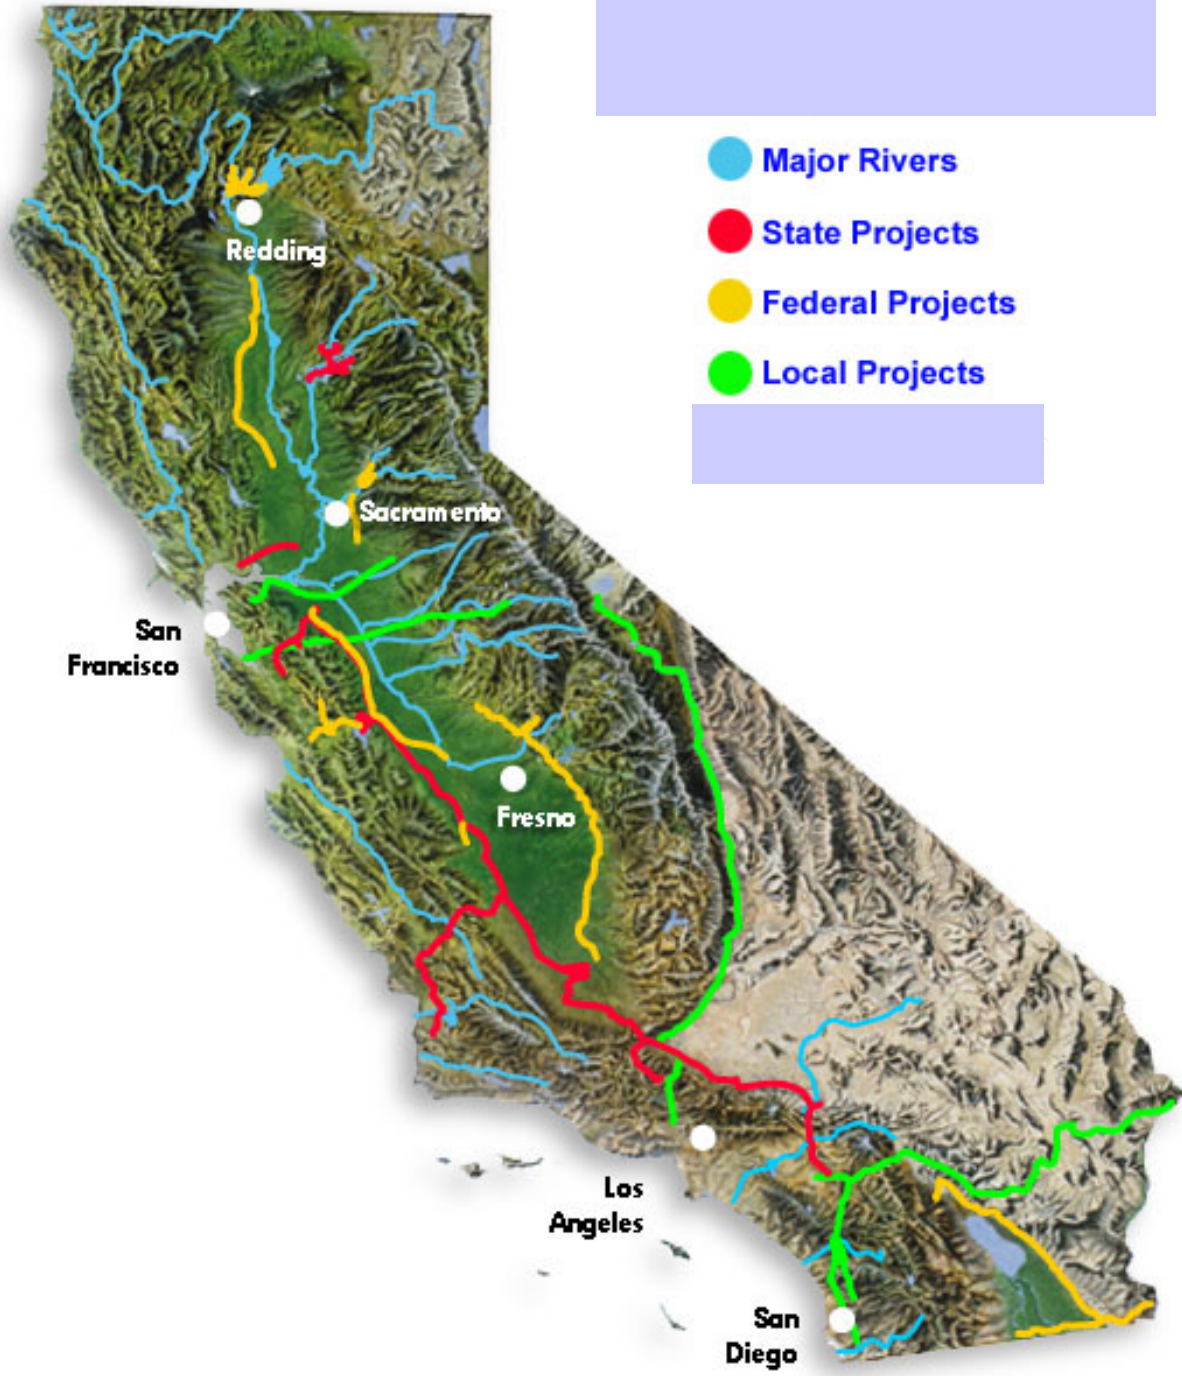 Major Rivers
State Projects
Federal Projects
Local Projects
Redding
Sacramento
San
Francisco
Fresno
Los
Angeles
San
Diego